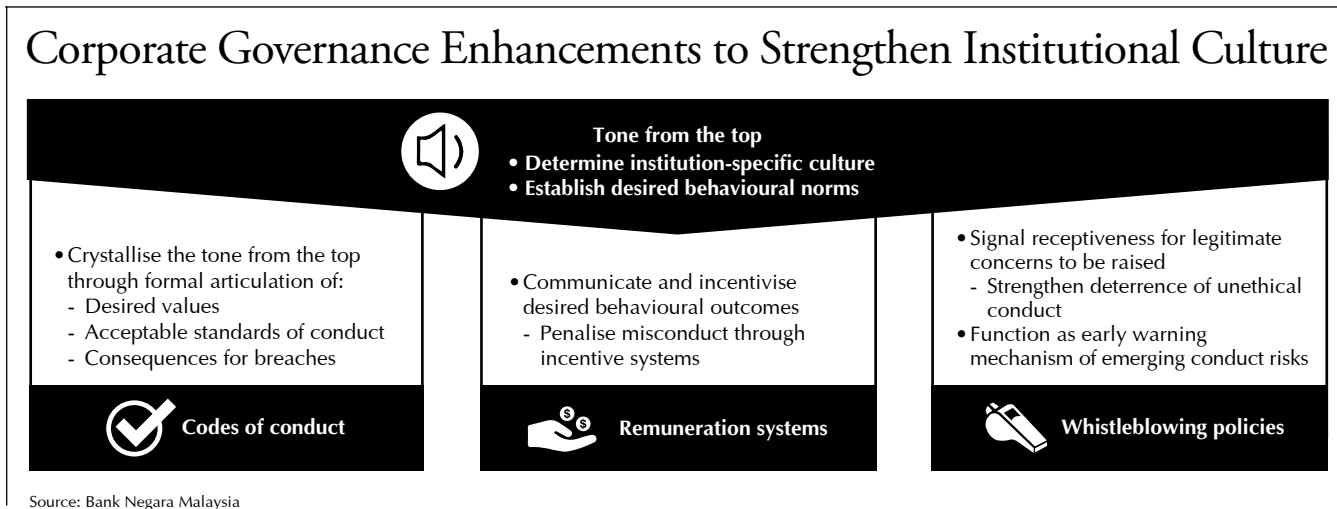 Corporate Governance Enhancements to Strengthen Institutional Culture
Tone from the top
• Determine institution-specific culture
• Establish desired behavioural norms
• Crystallise the tone from the top
through formal articulation of:
- Desired values
- Acceptable standards of conduct
- Consequences for breaches
Codes of conduct
• Communicate and incentivise
desired behavioural outcomes
- Penalise misconduct through
incentive systems
$ $
Remuneration systems
• Signal receptiveness for legitimate
concerns to be raised
- Strengthen deterrence of unethical
conduct
• Function as early warning
mechanism of emerging conduct risks
Whistleblowing policies
Source: Bank Negara Malaysia